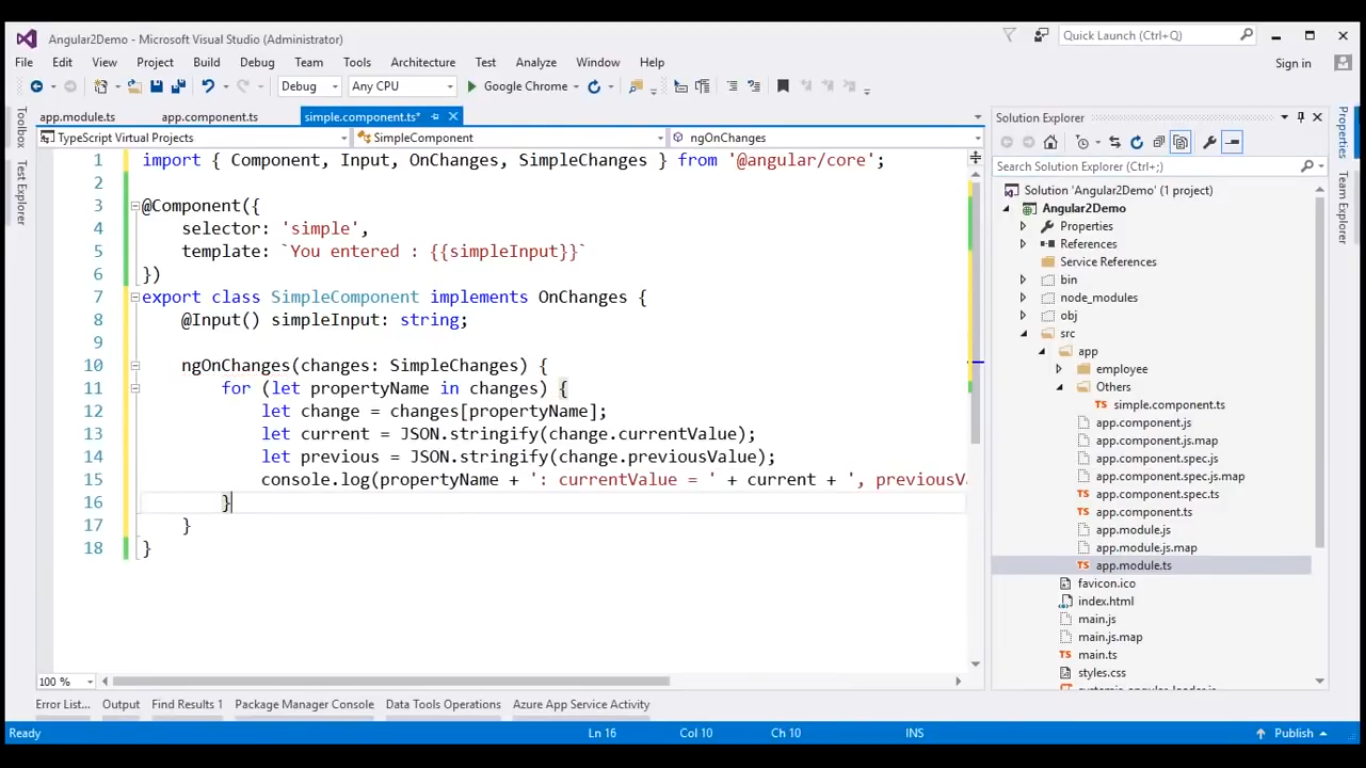 Angular2Demo - Microsoft Visual Studio (Administrator)
Quick Launch (Ctrl+Q)
File Edit View Project Build Debug Team Tools Architecture Test Analyze Window Help
Sign in
Debug Any CPU Google Chrome
Toolbox
Test Explorer
app.module.ts app.component.ts simple.component.ts*
TypeScript Virtual Projects SimpleComponent ngOnChanges
1 import { Component, Input, OnChanges, SimpleChanges } from '@angular/core';
2
3 @Component({
4 selector: 'simple',
5 template: `You entered : {{simpleInput}}`
6 })
7 export class SimpleComponent implements OnChanges {
8 @Input() simpleInput: string;
9
10 ngOnChanges(changes: SimpleChanges) {
11 for (let propertyName in changes) {
12 let change = changes[propertyName];
13 let current = JSON.stringify(change.currentValue);
14 let previous = JSON.stringify(change.previousValue);
15 console.log(propertyName + ': currentValue = ' + current + ', previousVa
16 }
17 }
18 }
100 %
Solution Explorer
Search Solution Explorer (Ctrl+;)
Solution 'Angular2Demo' (1 project)
Angular2Demo
Properties
References
Service References
bin
node_modules
obj
src
app
employee
Others
TS simple.component.ts
app.component.js
app.component.js.map
app.component.spec.js
app.component.spec.js.map
TS app.component.spec.ts
TS app.component.ts
app.module.js
app.module.js.map
TS app.module.ts
favicon.ico
index.html
main.js
main.js.map
TS main.ts
styles.css
Properties
Team Explorer
Error List... Output Find Results 1 Package Manager Console Data Tools Operations Azure App Service Activity
Ready Ln 16 Col 10 Ch 10 INS Publish